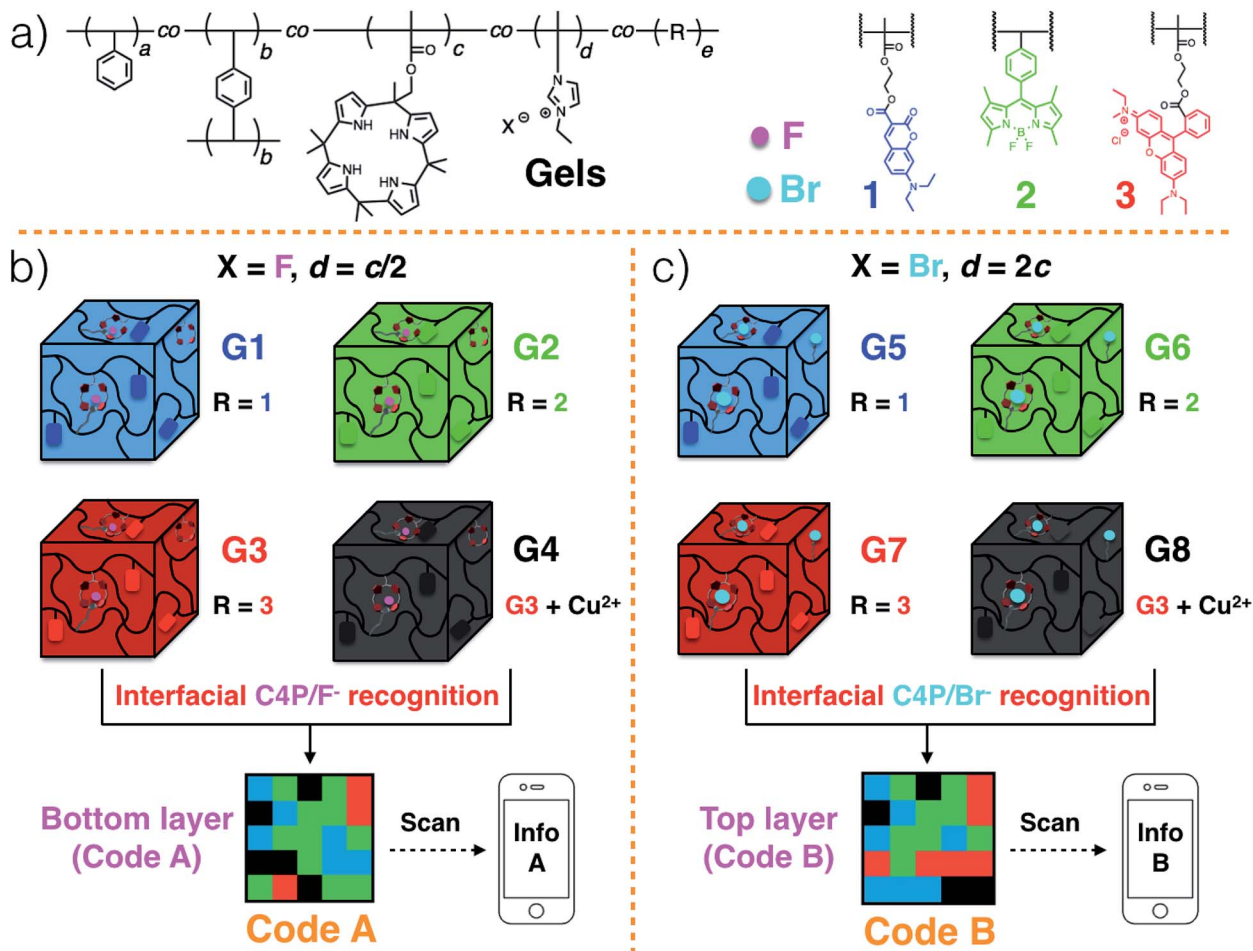 a)
co co co co
a b c d R e
b
O
O
NH HN
HN NH
X⊖ N N⊕
Gels
F
Br
O O O O O O N
1
N B N F F
2
O O O O N⊕ Cl⊖ O N
3
b) X = F, d = c/2
G1
R = 1
G2
R = 2
G3
R = 3
G4
G3 + Cu²⁺
Interfacial C4P/F⁻ recognition
Bottom layer
(Code A)
Scan
Info
A
Code A
c) X = Br, d = 2c
G5
R = 1
G6
R = 2
G7
R = 3
G8
G3 + Cu²⁺
Interfacial C4P/Br⁻ recognition
Top layer
(Code B)
Scan
Info
B
Code B